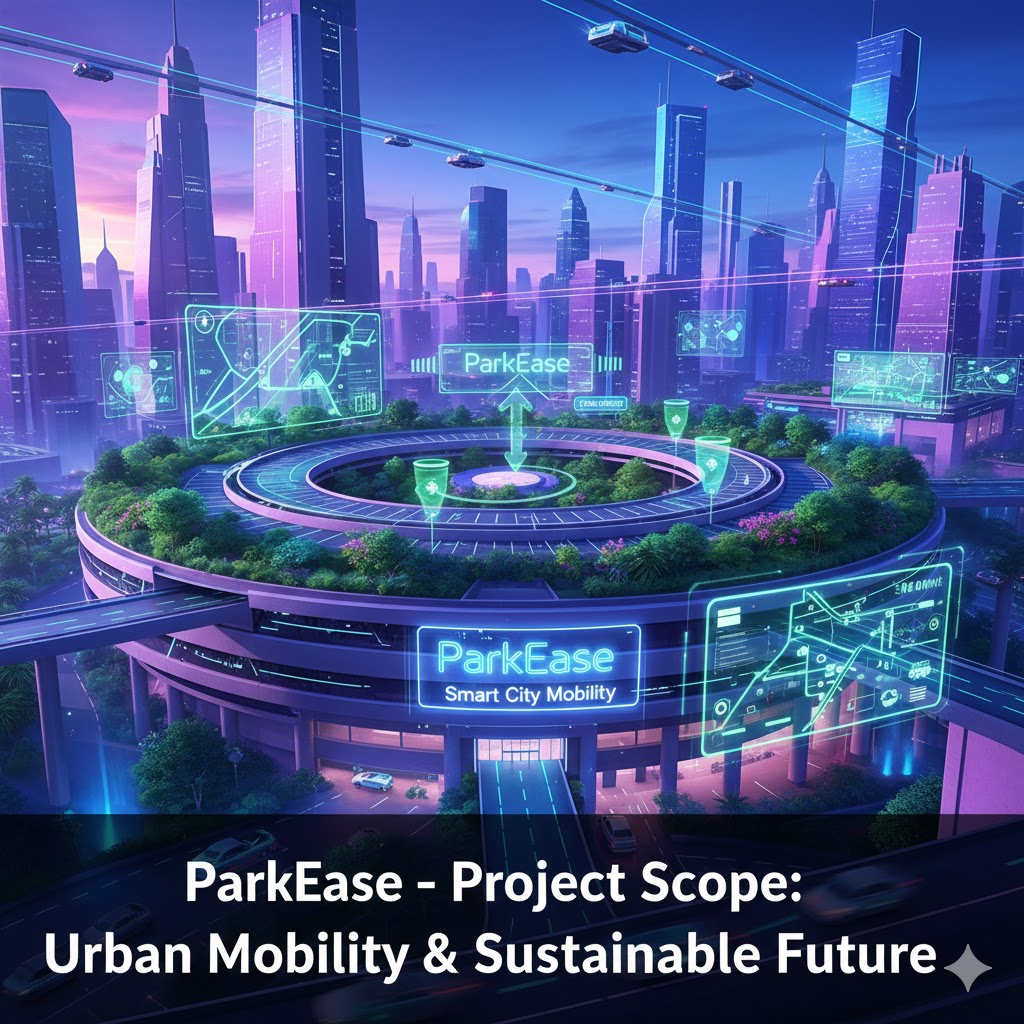 ParkEase
ParkEase
Smart City Mobility
ParkEase - Project Scope:
Urban Mobility & Sustainable Future